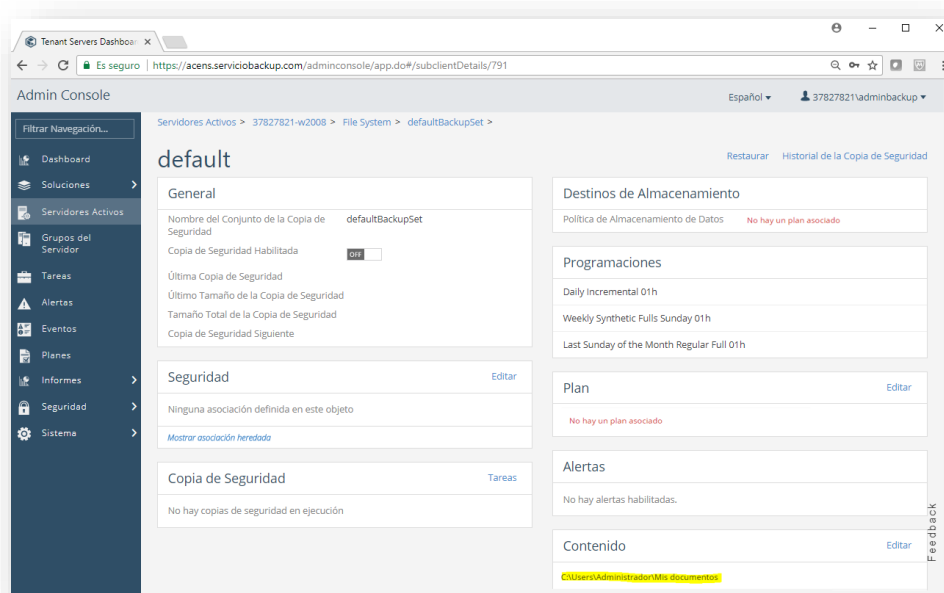 Tenant Servers Dashboar
Es seguro | https://acens.serviciobackup.com/adminconsole/app.do#/subclientDetails/791
Admin Console
Español
37827821\adminbackup
Filtrar Navegación...
Dashboard
Soluciones
Servidores Activos
Grupos del
Servidor
Tareas
Alertas
Eventos
Planes
Informes
Seguridad
Sistema
Servidores Activos > 37827821-w2008 > File System > defaultBackupSet >
default
Restaurar Historial de la Copia de Seguridad
General
Nombre del Conjunto de la Copia de defaultBackupSet
Seguridad
Copia de Seguridad Habilitada OFF
Última Copia de Seguridad
Último Tamaño de la Copia de Seguridad
Tamaño Total de la Copia de Seguridad
Copia de Seguridad Siguiente
Seguridad Editar
Ninguna asociación definida en este objeto
Mostrar asociación heredada
Copia de Seguridad Tareas
No hay copias de seguridad en ejecución
Destinos de Almacenamiento
Política de Almacenamiento de Datos No hay un plan asociado
Programaciones
Daily Incremental 01h
Weekly Synthetic Fulls Sunday 01h
Last Sunday of the Month Regular Full 01h
Plan Editar
No hay un plan asociado
Alertas
No hay alertas habilitadas.
Contenido Editar
C:\Users\Administrador\Mis documentos
Feedback